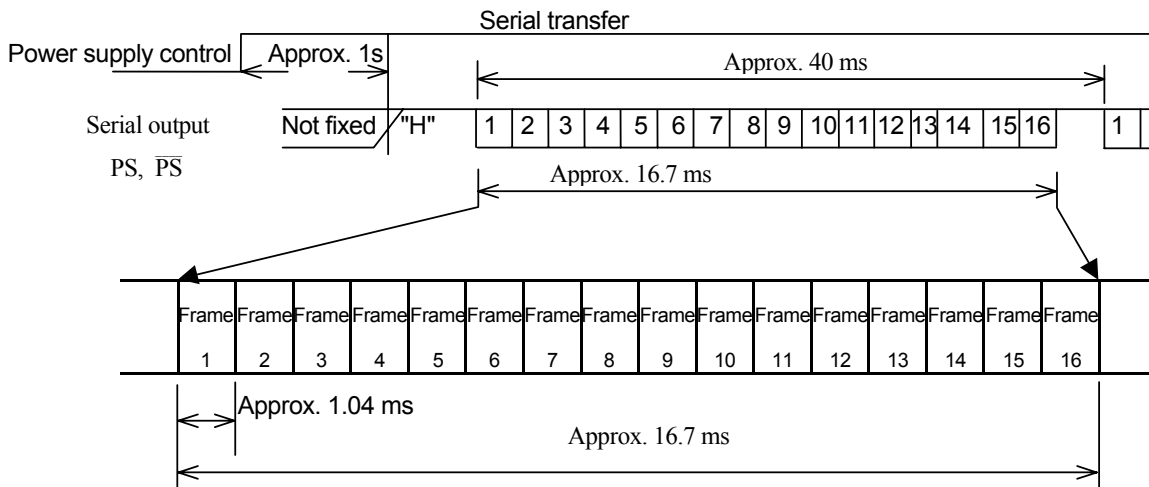 Serial transfer
Power supply control
Approx. 1s
Approx. 40 ms
Serial output
Not fixed
"H"
1 2 3 4 5 6 7 8 9 10 11 12 13 14 15 16 1
PS, P̅S̅
Approx. 16.7 ms
Frame Frame Frame Frame Frame Frame Frame Frame Frame Frame Frame Frame Frame Frame Frame Frame
1 2 3 4 5 6 7 8 9 10 11 12 13 14 15 16
Approx. 1.04 ms
Approx. 16.7 ms